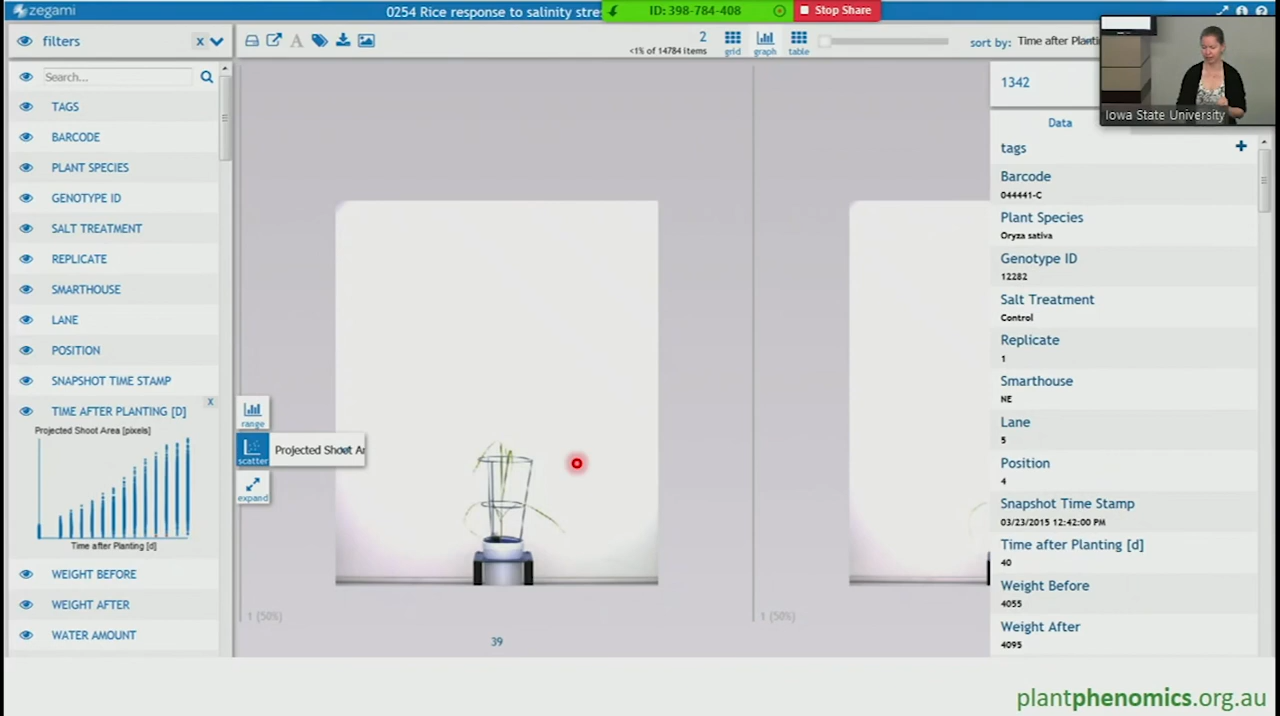 zegami
0254 Rice response to salinity stre
ID: 398-784-408
Stop Share
filters
x
A
2
<1% of 14784 items
grid
graph
table
sort by:
Time after Planti
Search...
TAGS
BARCODE
PLANT SPECIES
GENOTYPE ID
SALT TREATMENT
REPLICATE
SMARTHOUSE
LANE
POSITION
SNAPSHOT TIME STAMP
TIME AFTER PLANTING [D]
x
Projected Shoot Area [pixels]
Time after Planting [d]
WEIGHT BEFORE
WEIGHT AFTER
WATER AMOUNT
range
scatter
Projected Shoot Ar
expand
1 (50%)
39
1 (50%)
1342
Iowa State University
Data
tags
+
Barcode
044441-C
Plant Species
Oryza sativa
Genotype ID
12282
Salt Treatment
Control
Replicate
1
Smarthouse
NE
Lane
5
Position
4
Snapshot Time Stamp
03/23/2015 12:42:00 PM
Time after Planting [d]
40
Weight Before
4055
Weight After
4095
plantphenomics.org.au